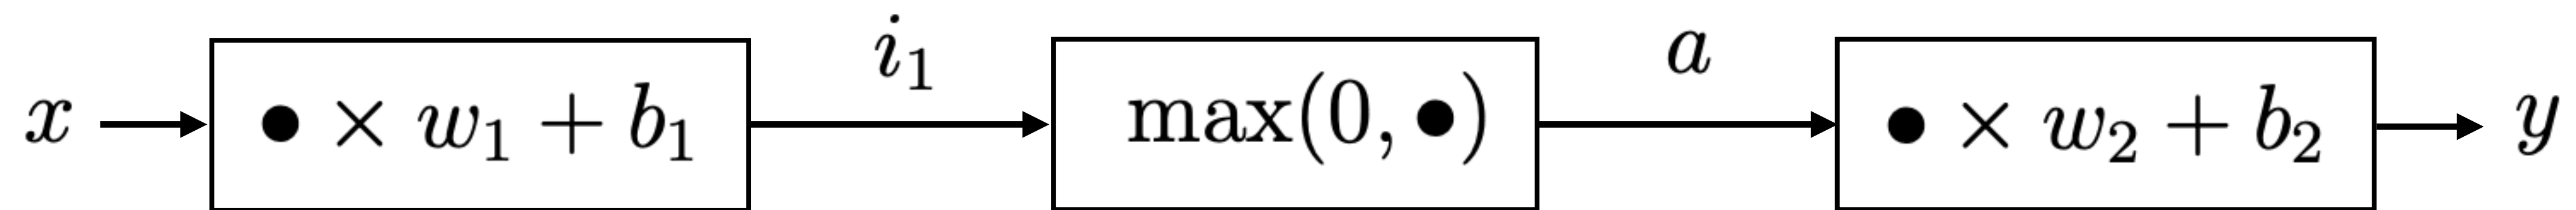 x • × w₁ + b₁ i₁ max(0, •) a • × w₂ + b₂ y